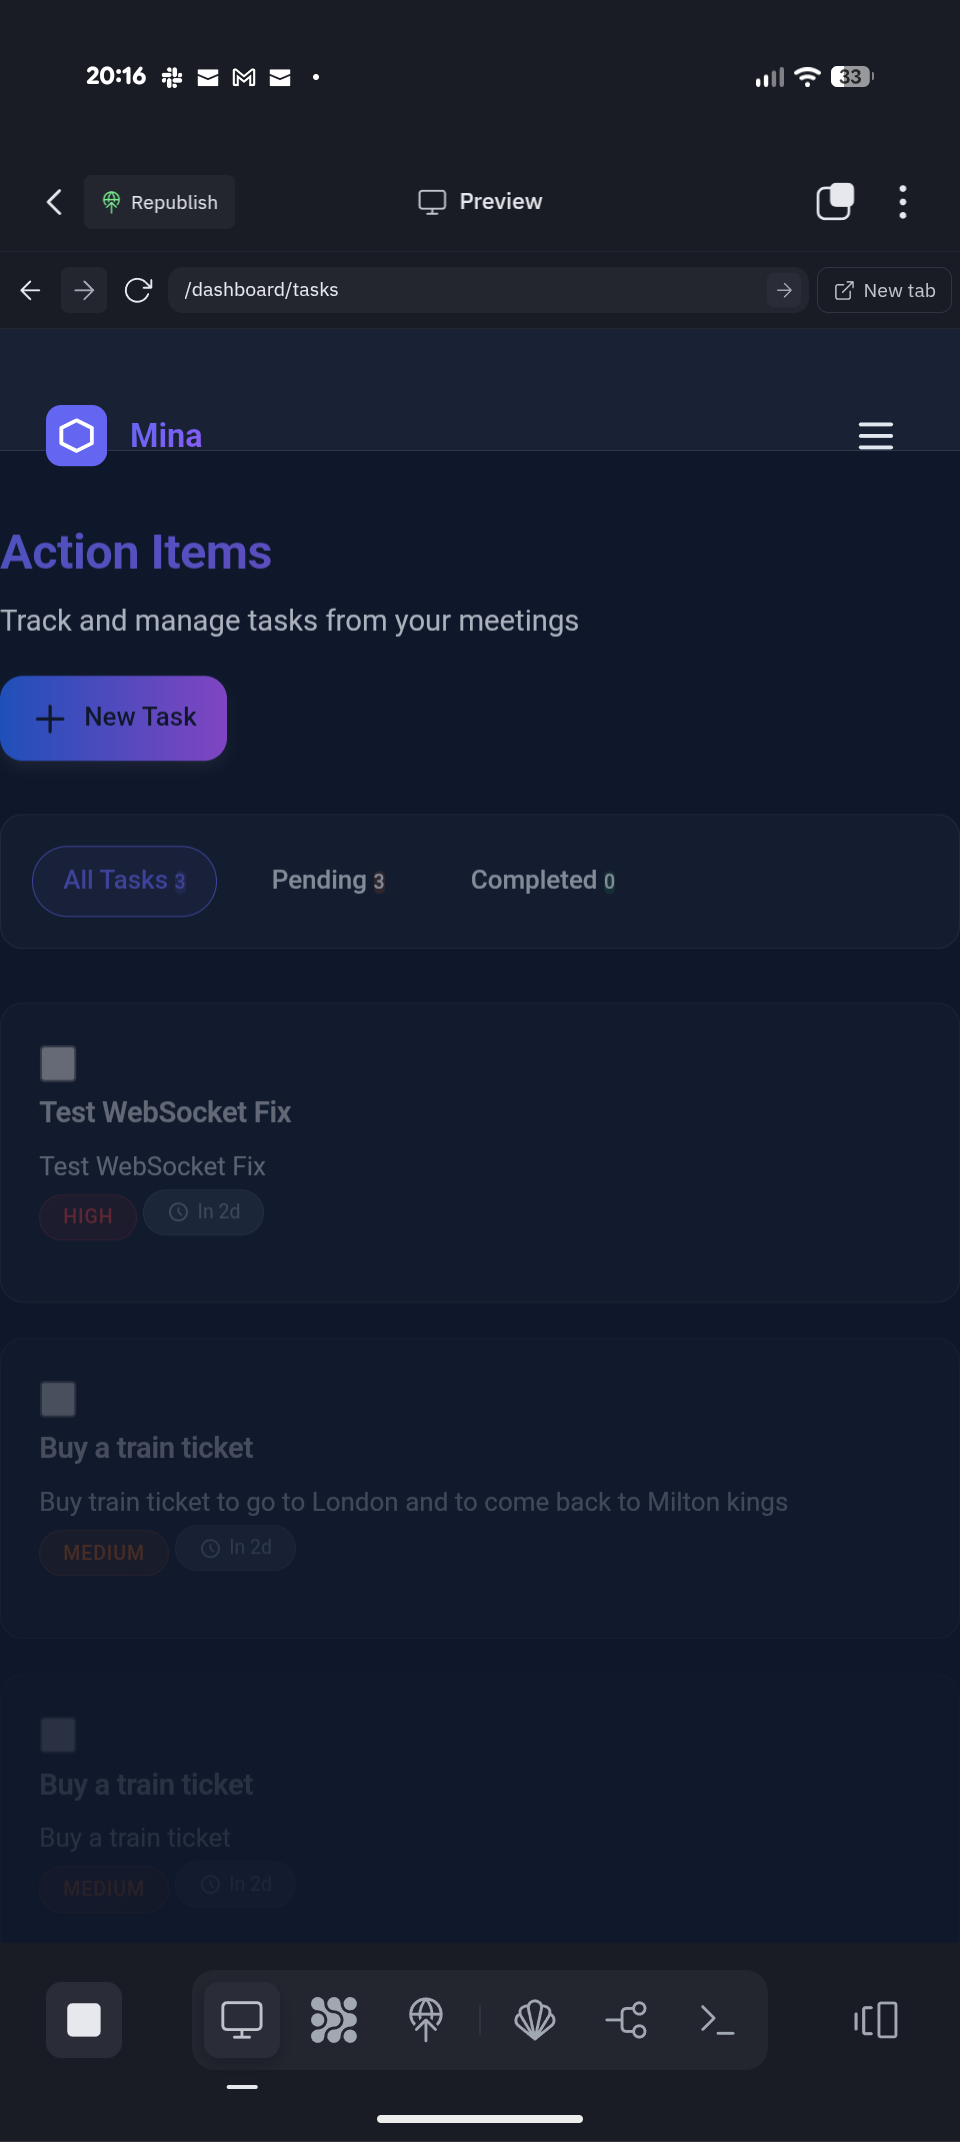 20:16
33
Republish
Preview
/dashboard/tasks
New tab
Mina
Action Items
Track and manage tasks from your meetings
New Task
All Tasks 3
Pending 3
Completed 0
Test WebSocket Fix
Test WebSocket Fix
HIGH
In 2d
Buy a train ticket
Buy train ticket to go to London and to come back to Milton kings
MEDIUM
In 2d
Buy a train ticket
Buy a train ticket
MEDIUM
In 2d